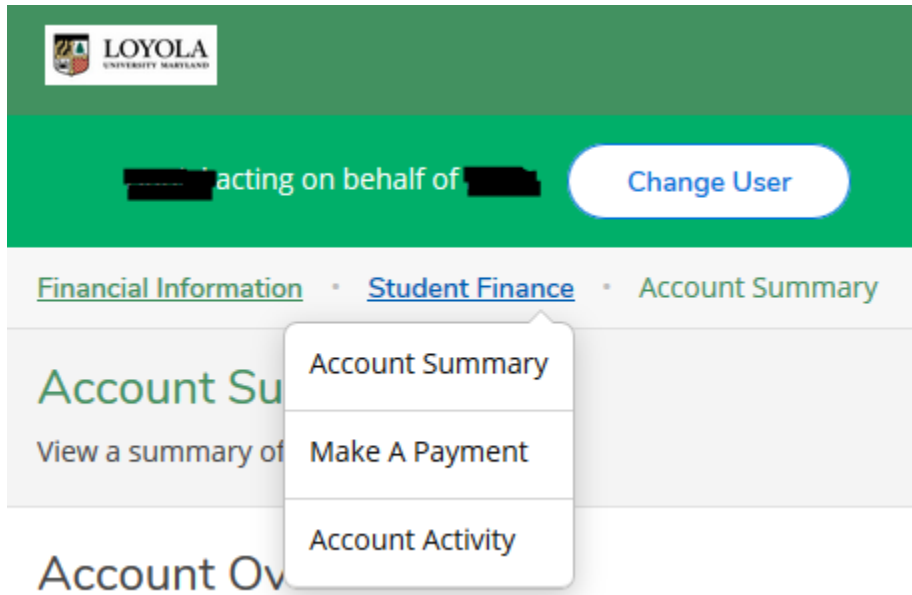 LOYOLA
UNIVERSITY MARYLAND
acting on behalf of
Change User
Financial Information · Student Finance · Account Summary
Account Su
View a summary of
Account Summary
Make A Payment
Account Activity
Account Ov